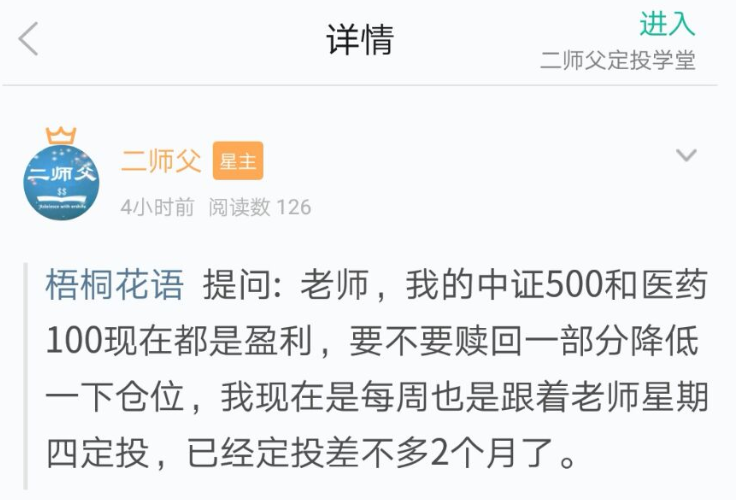 详情
进入
二师父定投学堂
二师父
$$
二师父 星主
4小时前 阅读数 126
梧桐花语 提问: 老师，我的中证500和医药
100现在都是盈利，要不要赎回一部分降低
一下仓位，我现在是每周也是跟着老师星期
四定投，已经定投差不多2个月了。